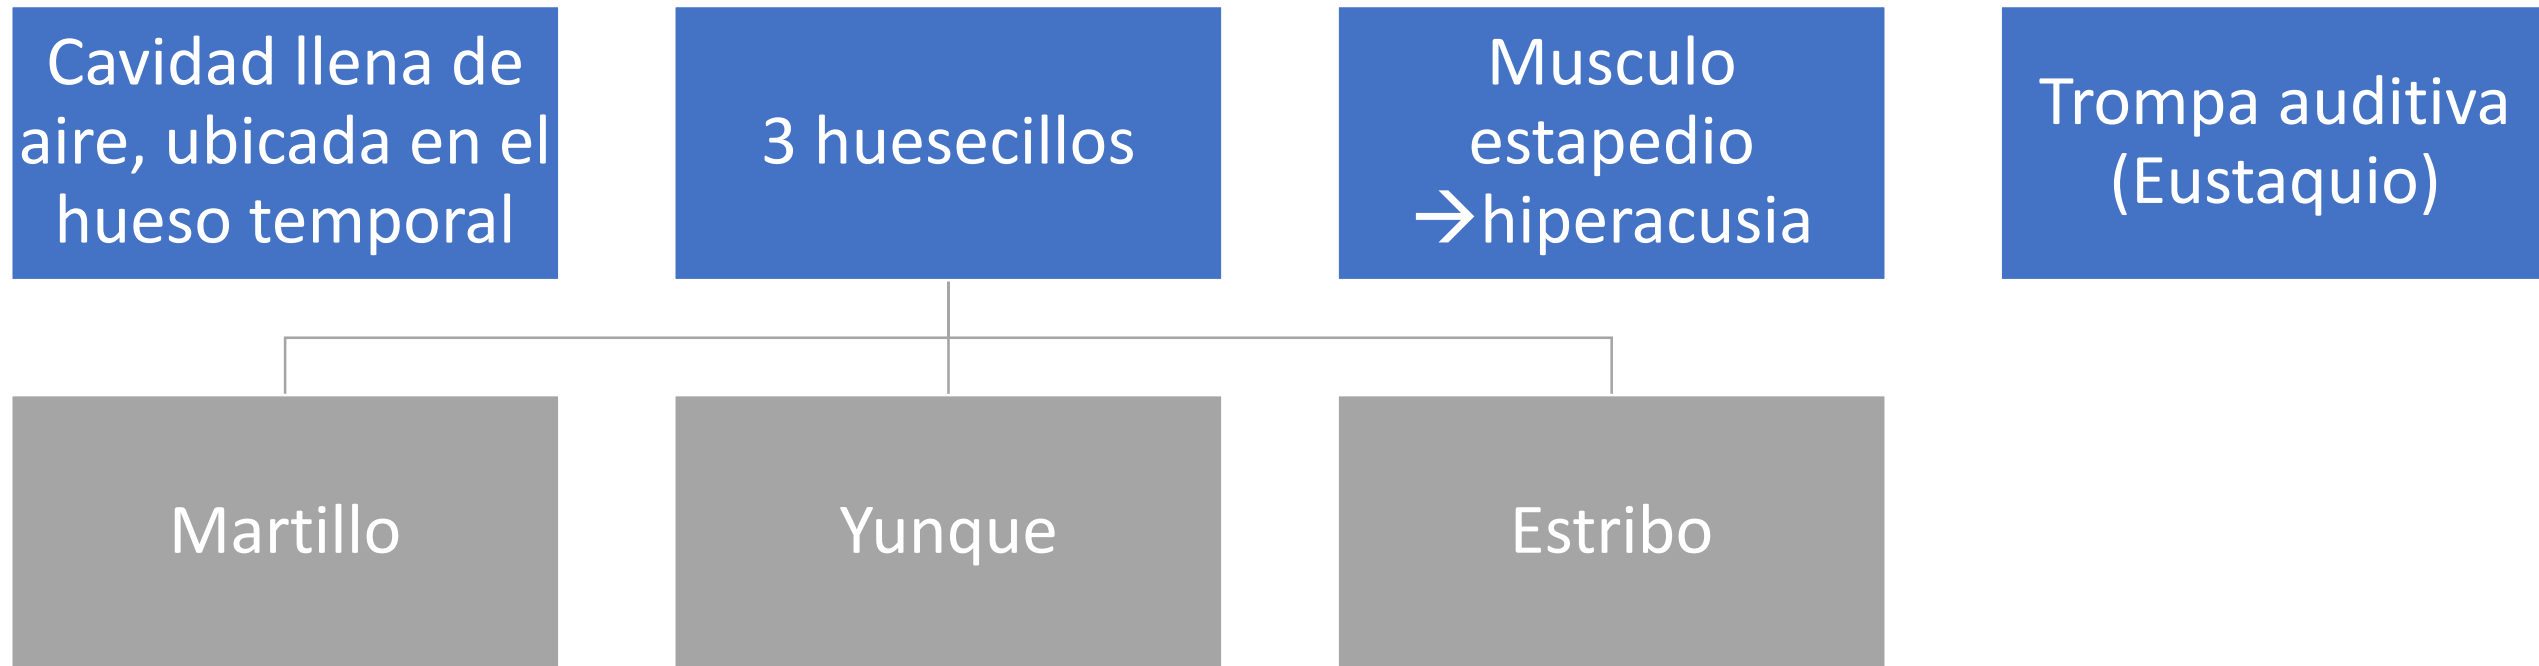 Cavidad llena de
aire, ubicada en el
hueso temporal
3 huesecillos
Musculo
estapedio
→hiperacusia
Trompa auditiva
(Eustaquio)
Martillo
Yunque
Estribo